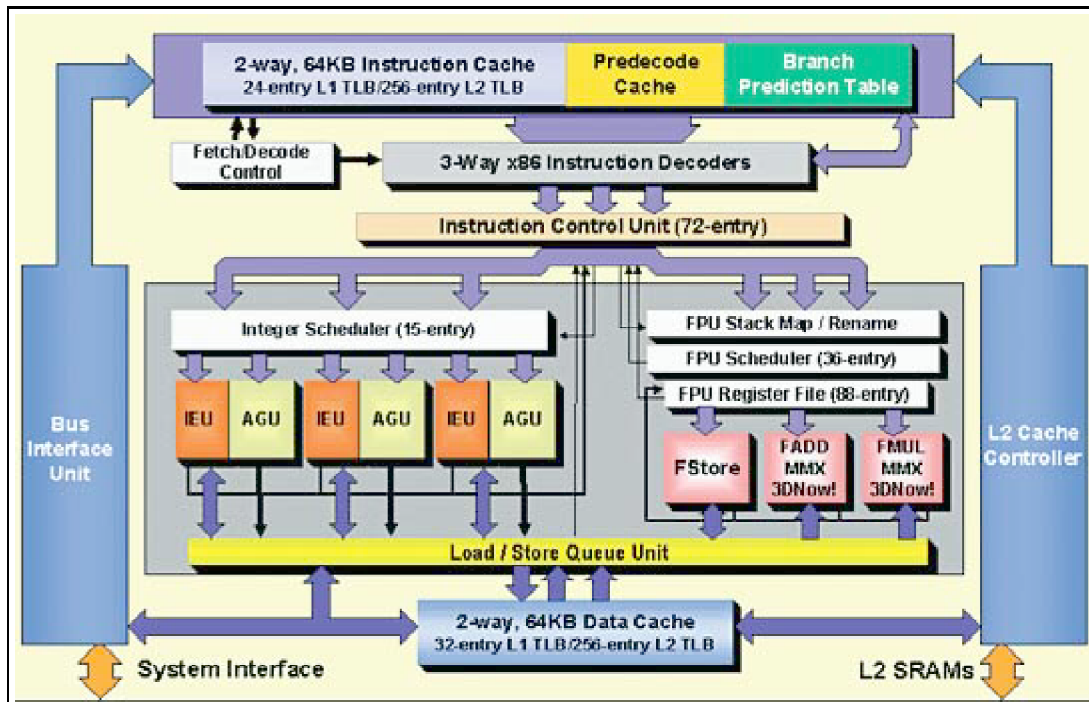 2-way, 64KB Instruction Cache
24-entry L1 TLB/256-entry L2 TLB
Predecode
Cache
Branch
Prediction Table
Fetch/Decode
Control
3-Way x86 Instruction Decoders
Instruction Control Unit (72-entry)
Integer Scheduler (15-entry)
FPU Stack Map / Rename
FPU Scheduler (36-entry)
FPU Register File (88-entry)
IEU
AGU
IEU
AGU
IEU
AGU
FStore
FADD
MMX
3DNow!
FMUL
MMX
3DNow!
Bus
Interface
Unit
L2 Cache
Controller
Load / Store Queue Unit
2-way, 64KB Data Cache
32-entry L1 TLB/256-entry L2 TLB
System Interface
L2 SRAMs